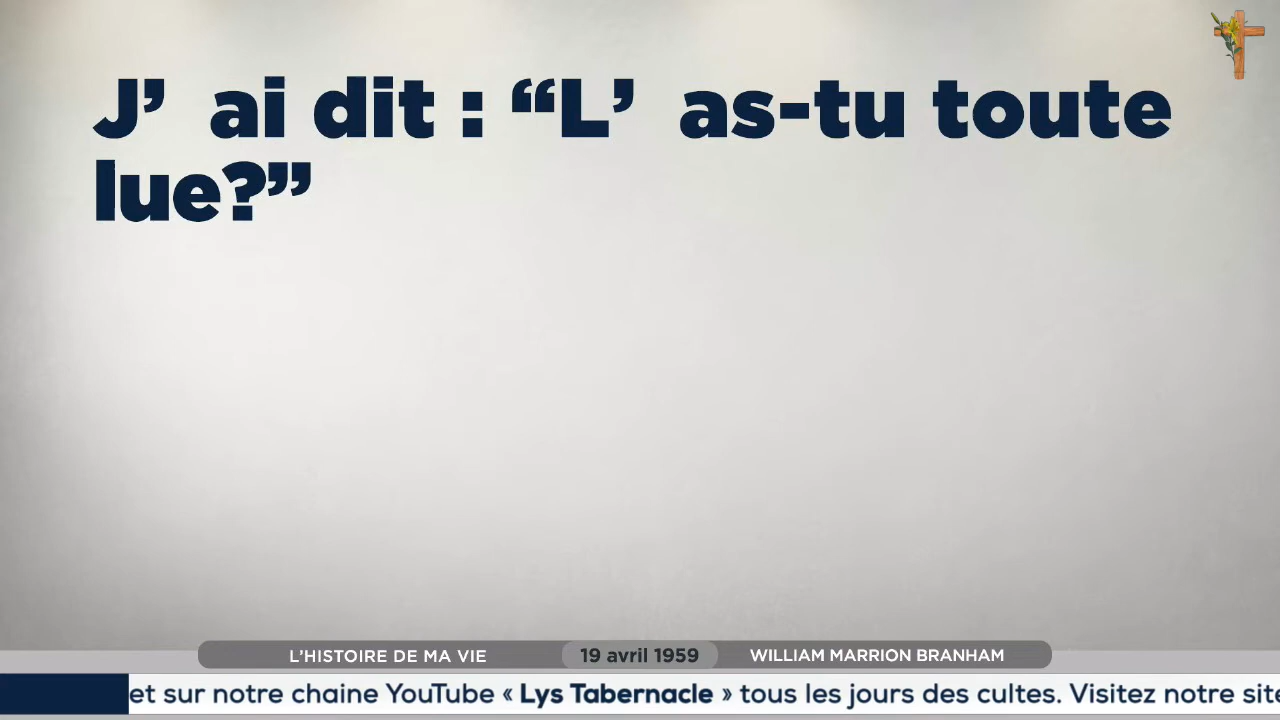 J’ ai dit : “L’ as-tu toute
lue?”
L’HISTOIRE DE MA VIE 19 avril 1959 WILLIAM MARRION BRANHAM
et sur notre chaine YouTube « Lys Tabernacle » tous les jours des cultes. Visitez notre site